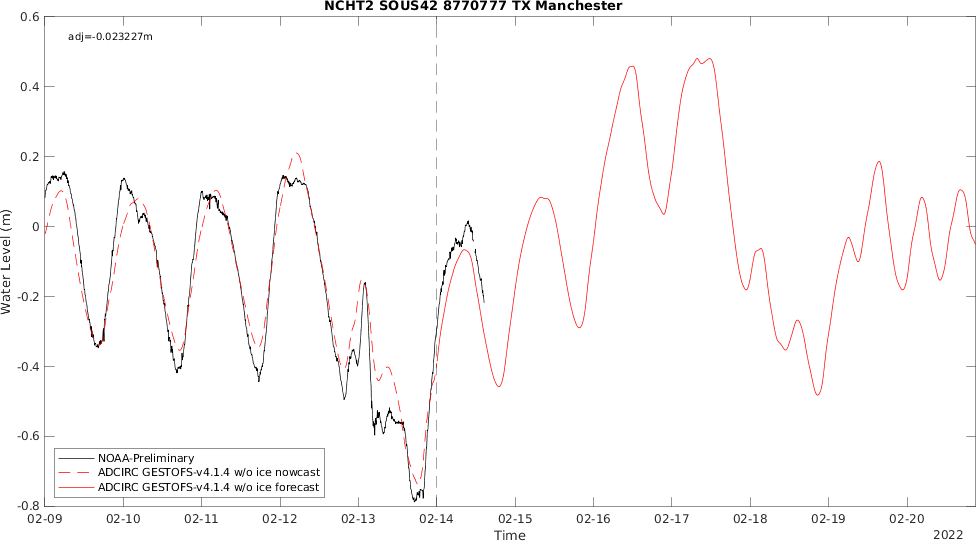 NCHT2 SOUS42 8770777 TX Manchester
adj=-0.023227m
0.6
0.4
0.2
0
-0.2
-0.4
-0.6
-0.8
Water Level (m)
NOAA-Preliminary
ADCIRC GESTOFS-v4.1.4 w/o ice nowcast
ADCIRC GESTOFS-v4.1.4 w/o ice forecast
02-09 02-10 02-11 02-12 02-13 02-14 02-15 02-16 02-17 02-18 02-19 02-20
Time
2022